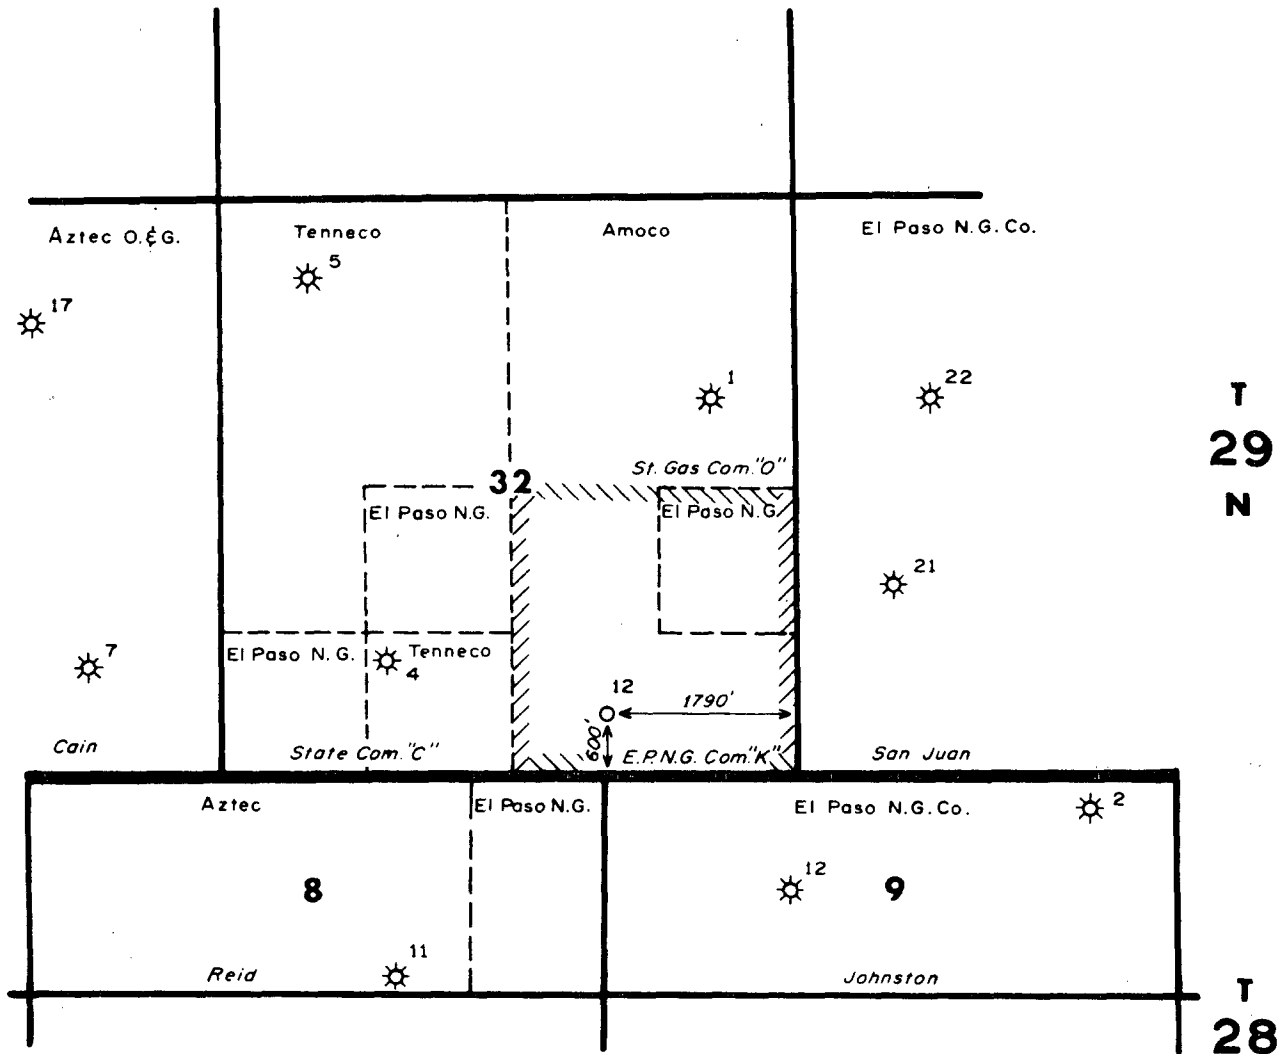 Aztec O.&G.
Tenneco
Amoco
El Paso N.G. Co.
5
17
1
22
T
29
N
St. Gas Com. "O"
32
El Paso N.G.
El Paso N.G.
21
El Paso N.G.
Tenneco
4
7
12
1790'
600'
Cain
State Com. "C"
E.P.N.G. Com. "K"
San Juan
Aztec
El Paso N.G.
El Paso N.G. Co.
2
8
12
9
11
Reid
Johnston
T
28